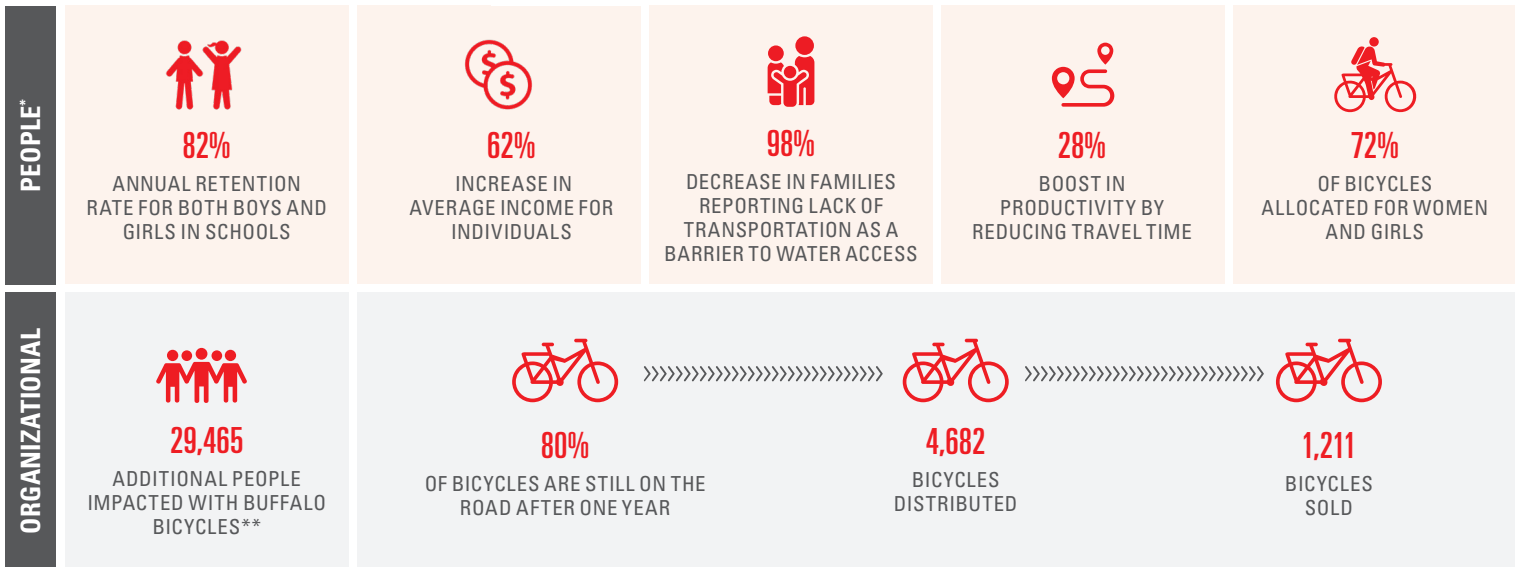 PEOPLE*
82%
ANNUAL RETENTION
RATE FOR BOTH BOYS AND
GIRLS IN SCHOOLS
62%
INCREASE IN
AVERAGE INCOME FOR
INDIVIDUALS
98%
DECREASE IN FAMILIES
REPORTING LACK OF
TRANSPORTATION AS A
BARRIER TO WATER ACCESS
28%
BOOST IN
PRODUCTIVITY BY
REDUCING TRAVEL TIME
72%
OF BICYCLES
ALLOCATED FOR WOMEN
AND GIRLS
ORGANIZATIONAL
29,465
ADDITIONAL PEOPLE
IMPACTED WITH BUFFALO
BICYCLES**
80%
OF BICYCLES ARE STILL ON THE
ROAD AFTER ONE YEAR
4,682
BICYCLES
DISTRIBUTED
1,211
BICYCLES
SOLD